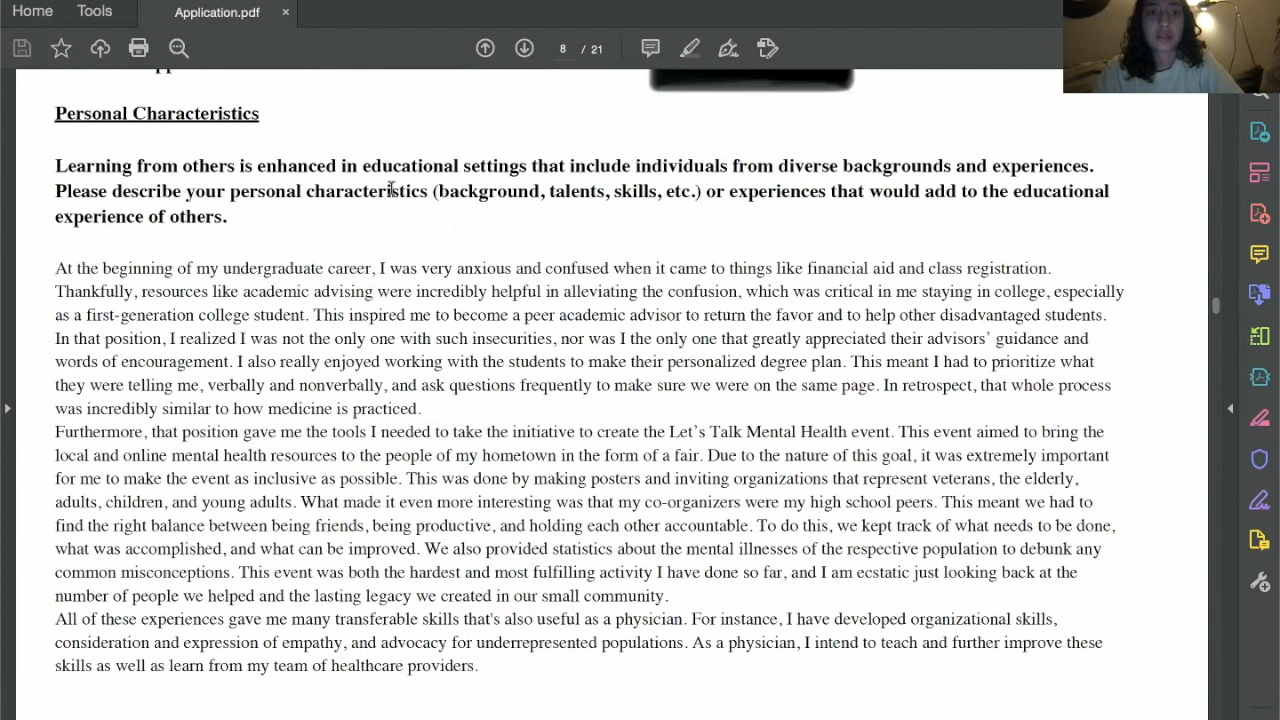 Home
Tools
Application.pdf
×
8 / 21
Personal Characteristics
Learning from others is enhanced in educational settings that include individuals from diverse backgrounds and experiences.
Please describe your personal characteristics (background, talents, skills, etc.) or experiences that would add to the educational
experience of others.
At the beginning of my undergraduate career, I was very anxious and confused when it came to things like financial aid and class registration.
Thankfully, resources like academic advising were incredibly helpful in alleviating the confusion, which was critical in me staying in college, especially
as a first-generation college student. This inspired me to become a peer academic advisor to return the favor and to help other disadvantaged students.
In that position, I realized I was not the only one with such insecurities, nor was I the only one that greatly appreciated their advisors’ guidance and
words of encouragement. I also really enjoyed working with the students to make their personalized degree plan. This meant I had to prioritize what
they were telling me, verbally and nonverbally, and ask questions frequently to make sure we were on the same page. In retrospect, that whole process
was incredibly similar to how medicine is practiced.
Furthermore, that position gave me the tools I needed to take the initiative to create the Let’s Talk Mental Health event. This event aimed to bring the
local and online mental health resources to the people of my hometown in the form of a fair. Due to the nature of this goal, it was extremely important
for me to make the event as inclusive as possible. This was done by making posters and inviting organizations that represent veterans, the elderly,
adults, children, and young adults. What made it even more interesting was that my co-organizers were my high school peers. This meant we had to
find the right balance between being friends, being productive, and holding each other accountable. To do this, we kept track of what needs to be done,
what was accomplished, and what can be improved. We also provided statistics about the mental illnesses of the respective population to debunk any
common misconceptions. This event was both the hardest and most fulfilling activity I have done so far, and I am ecstatic just looking back at the
number of people we helped and the lasting legacy we created in our small community.
All of these experiences gave me many transferable skills that's also useful as a physician. For instance, I have developed organizational skills,
consideration and expression of empathy, and advocacy for underrepresented populations. As a physician, I intend to teach and further improve these
skills as well as learn from my team of healthcare providers.